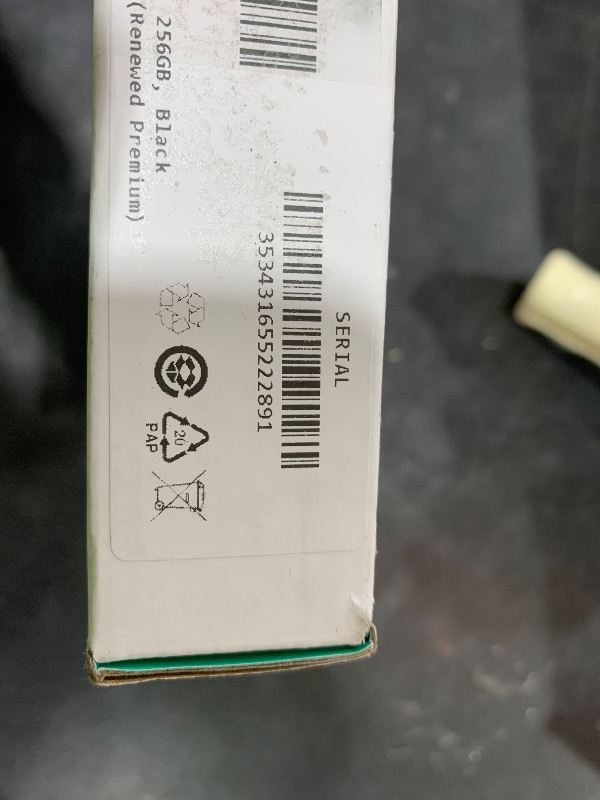 256GB, Black
(Renewed Premium)
SERIAL
353431655222891
20
PAP